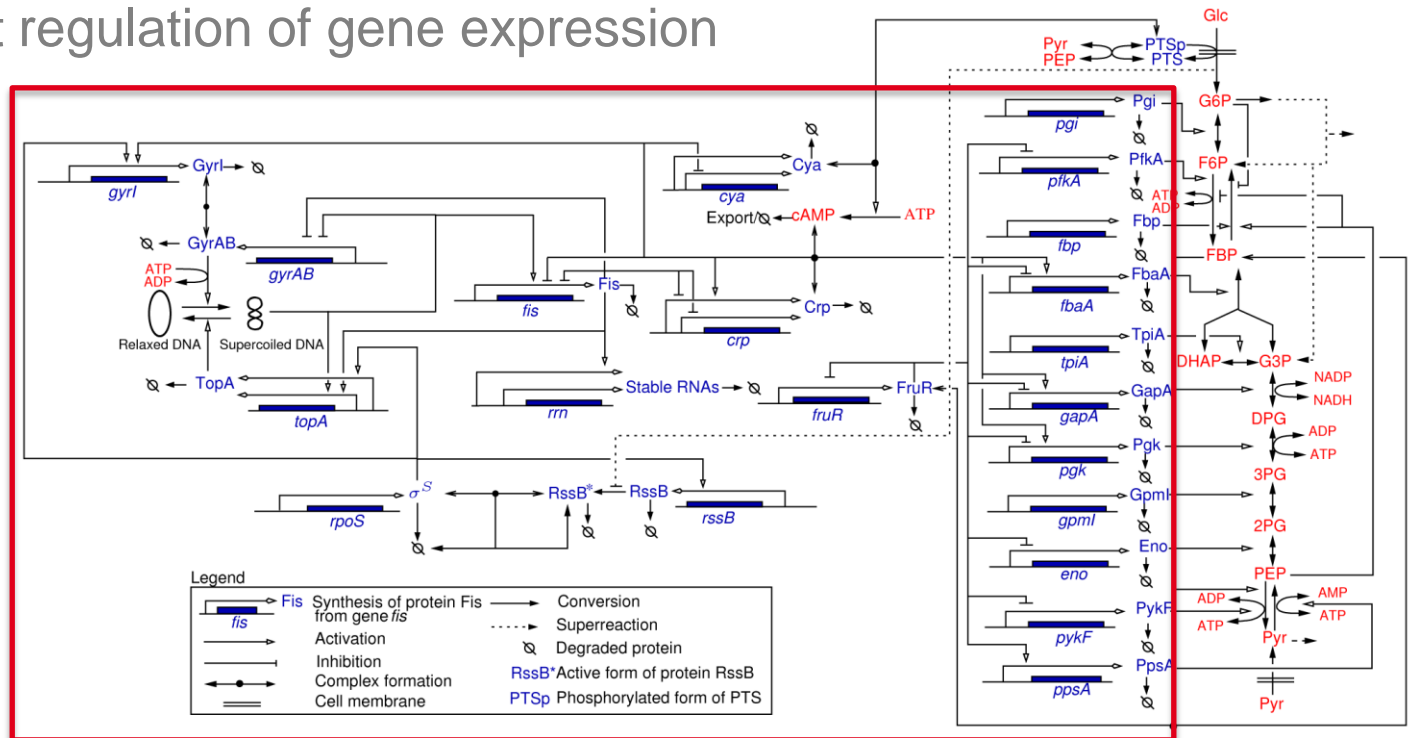 t regulation of gene expression
Glc
Pyr
PEP
PTSp
PTS
Pgi
pgi
G6P
GyrI
gyrI
Cya
cya
PfkA
pfkA
F6P
ATP
ADP
Export/
cAMP
ATP
GyrAB
gyrAB
Fbp
fbp
FBP
ATP
ADP
Fis
fis
Crp
crp
FbaA
fbaA
Relaxed DNA
Supercoiled DNA
TpiA
tpiA
DHAP
G3P
TopA
topA
Stable RNAs
rrn
FruR
fruR
GapA
gapA
NADP
NADH
DPG
Pgk
pgk
ADP
ATP
3PG
σS
rpoS
RssB*
RssB
rssB
GpmI
gpmI
2PG
Eno
eno
PEP
PykF
pykF
ADP
ATP
AMP
ATP
Pyr
PpsA
ppsA
Pyr
Legend
Fis
fis
Synthesis of protein Fis
from gene fis
Activation
Inhibition
Complex formation
Cell membrane
Conversion
Superreaction
Degraded protein
RssB* Active form of protein RssB
PTSp Phosphorylated form of PTS